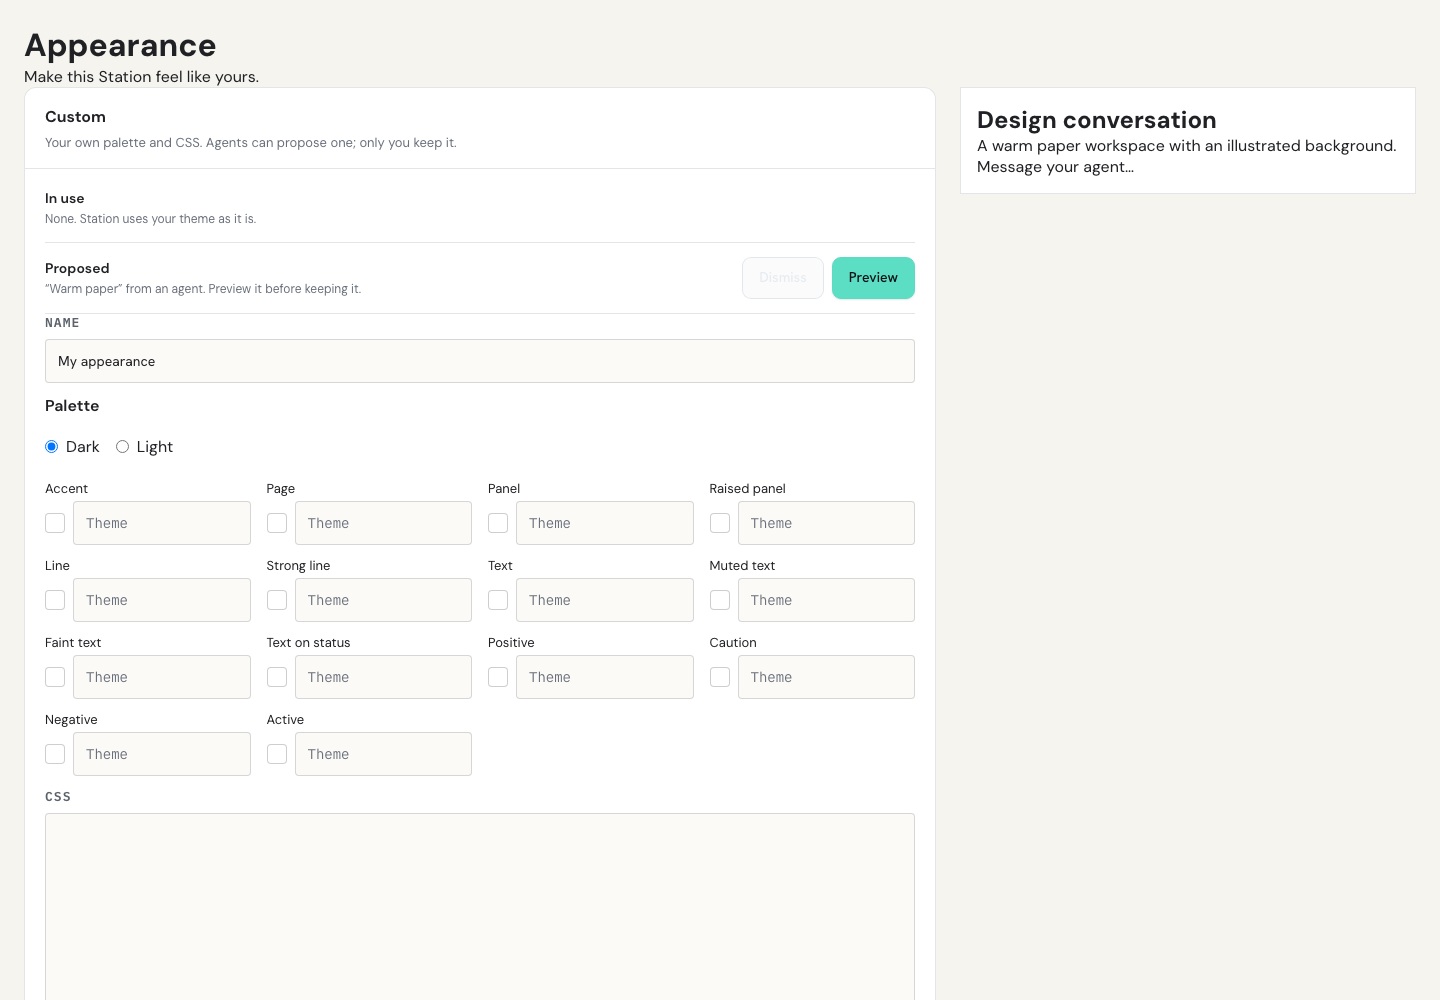 Appearance
Make this Station feel like yours.
Custom
Your own palette and CSS. Agents can propose one; only you keep it.
In use
None. Station uses your theme as it is.
Proposed
“Warm paper” from an agent. Preview it before keeping it.
Dismiss
Preview
NAME
My appearance
Palette
Dark
Light
Accent
Page
Panel
Raised panel
Theme
Theme
Theme
Theme
Line
Strong line
Text
Muted text
Theme
Theme
Theme
Theme
Faint text
Text on status
Positive
Caution
Theme
Theme
Theme
Theme
Negative
Active
Theme
Theme
CSS
Design conversation
A warm paper workspace with an illustrated background.
Message your agent…